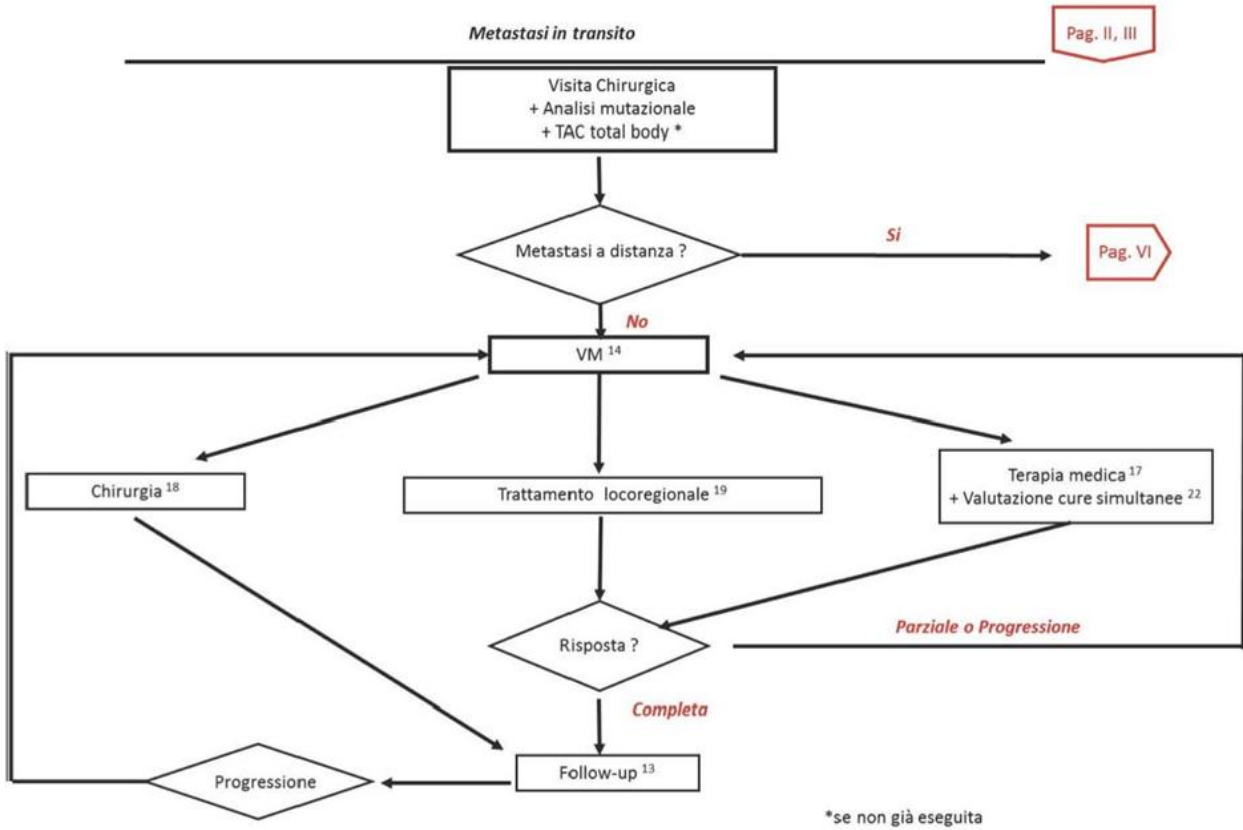 Metastasi in transito
Pag. II, III
Visita Chirurgica
+ Analisi mutazionale
+ TAC total body *
Metastasi a distanza ?
Si
Pag. VI
No
VM 14
Chirurgia 18
Trattamento locoregionale 19
Terapia medica 17
+ Valutazione cure simultanee 22
Risposta ?
Parziale o Progressione
Completa
Follow-up 13
Progressione
*se non già eseguita